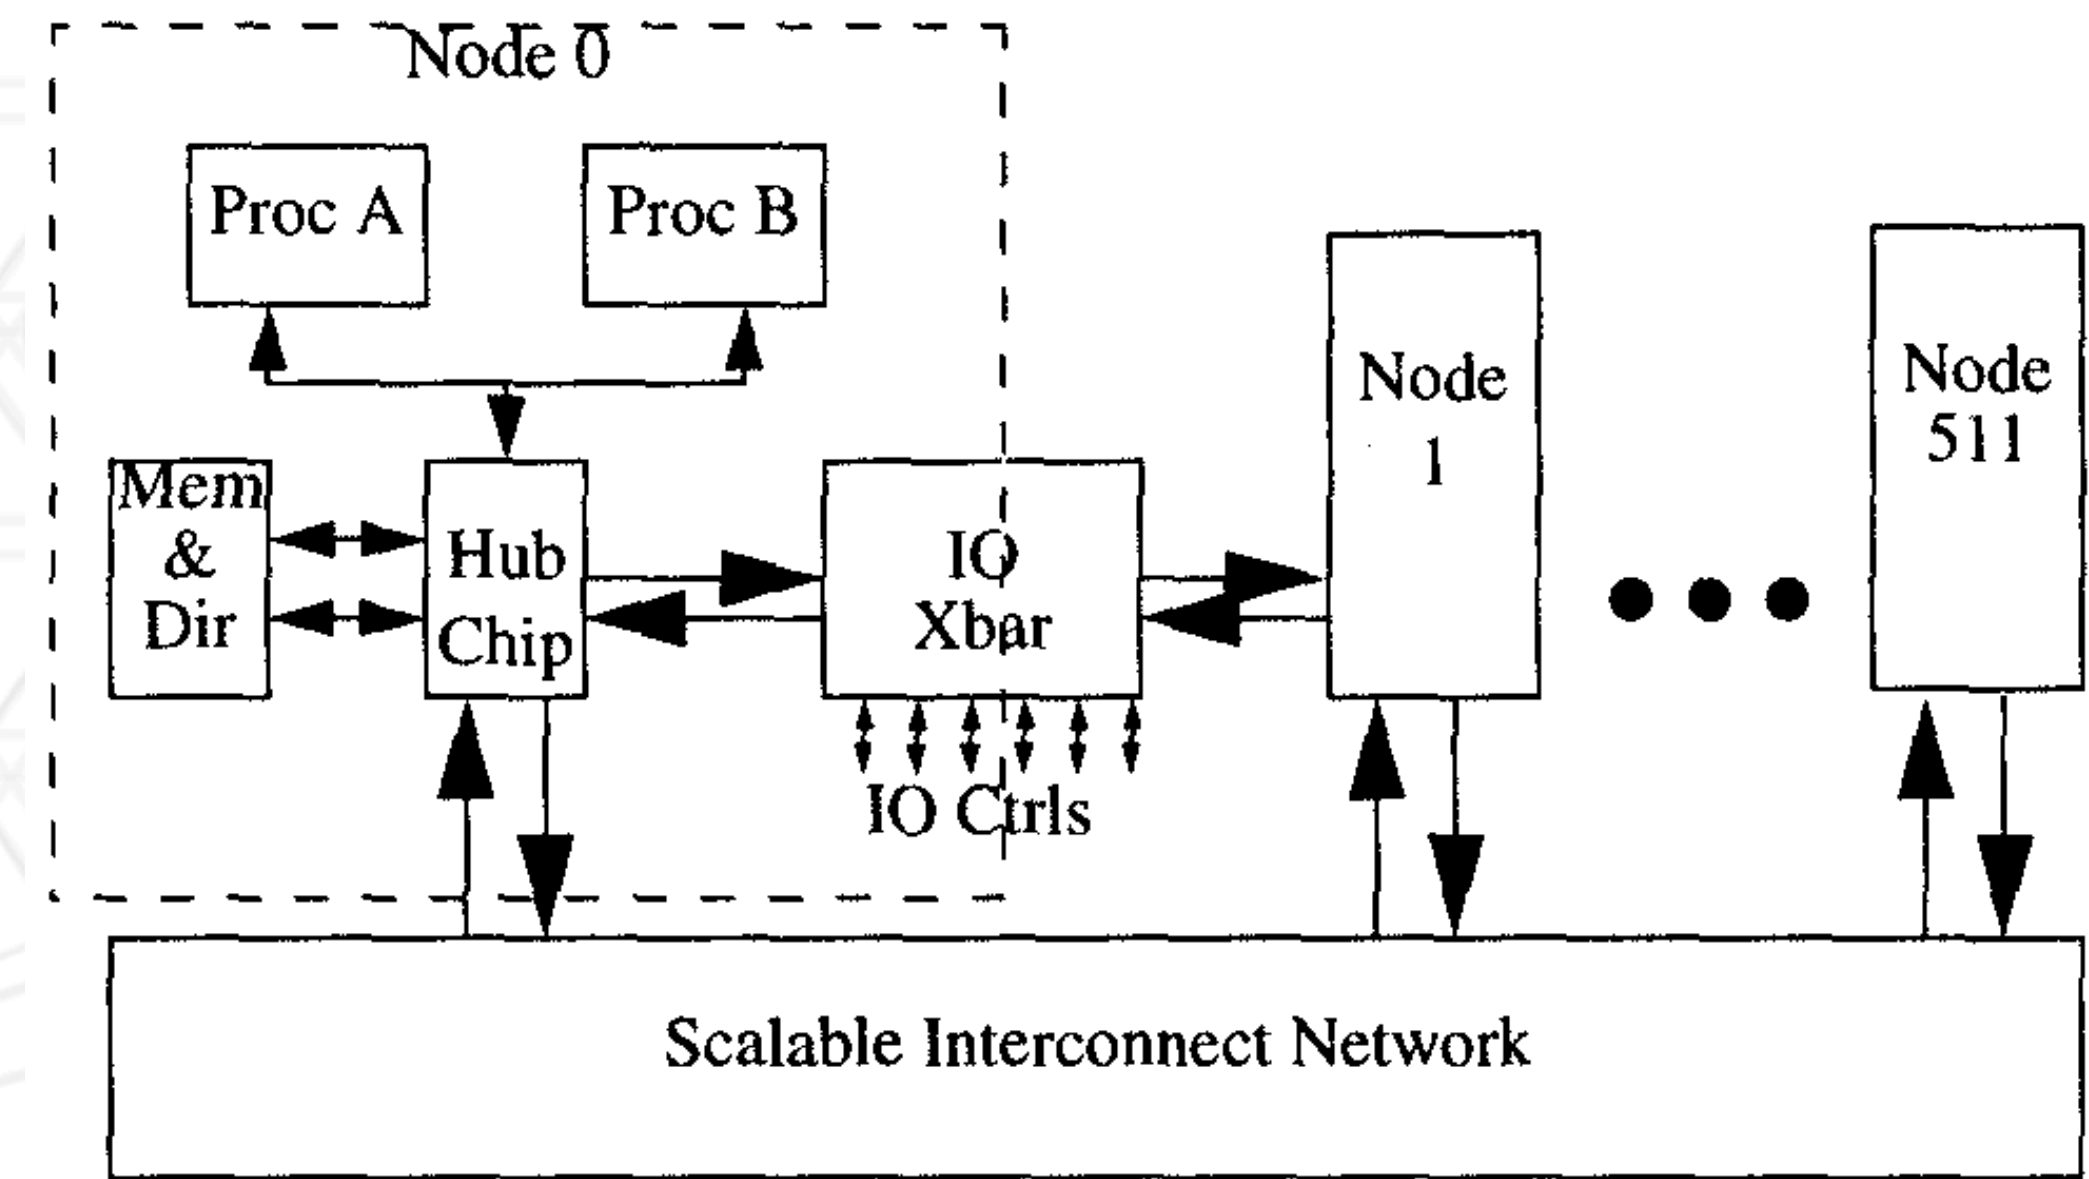 Node 0
Proc A
Proc B
Mem
&
Dir
Hub
Chip
IO
Xbar
IO Ctrls
Node
1
Node
511
Scalable Interconnect Network